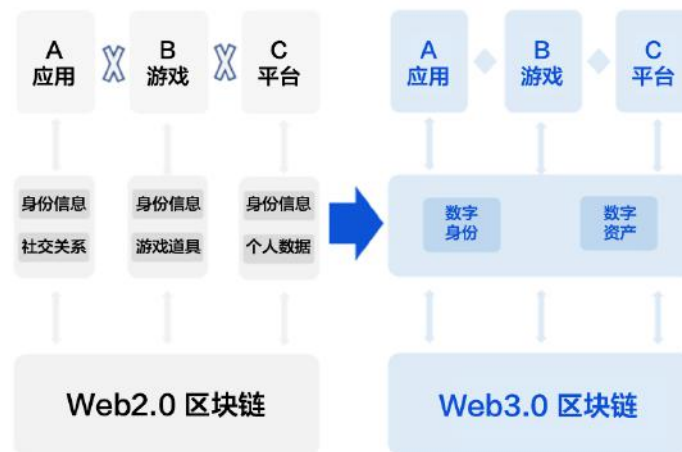 A
应用
B
游戏
C
平台
身份信息
社交关系
身份信息
游戏道具
身份信息
个人数据
Web2.0 区块链
A
应用
B
游戏
C
平台
数字
身份
数字
资产
Web3.0 区块链